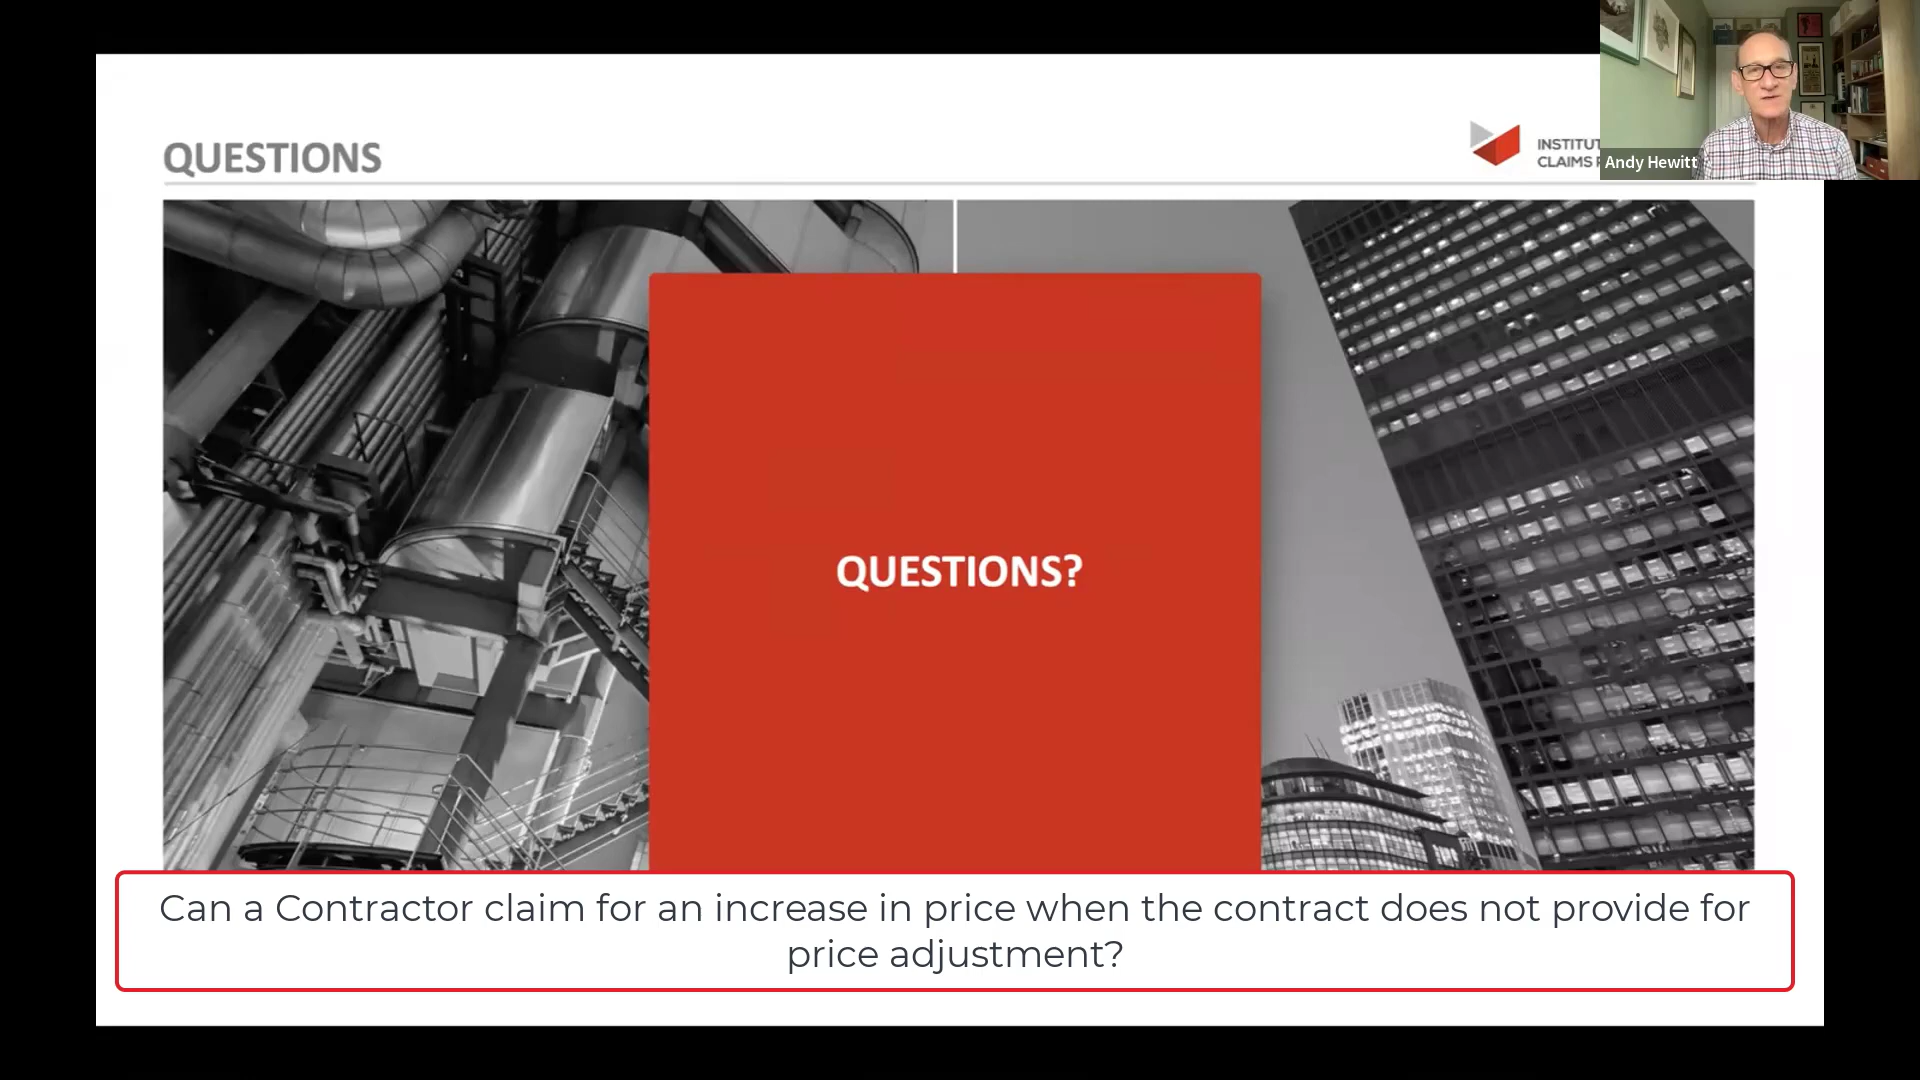 QUESTIONS
CLAIMS
Andy Hewitt
QUESTIONS?
Can a Contractor claim for an increase in price when the contract does not provide for
price adjustment?